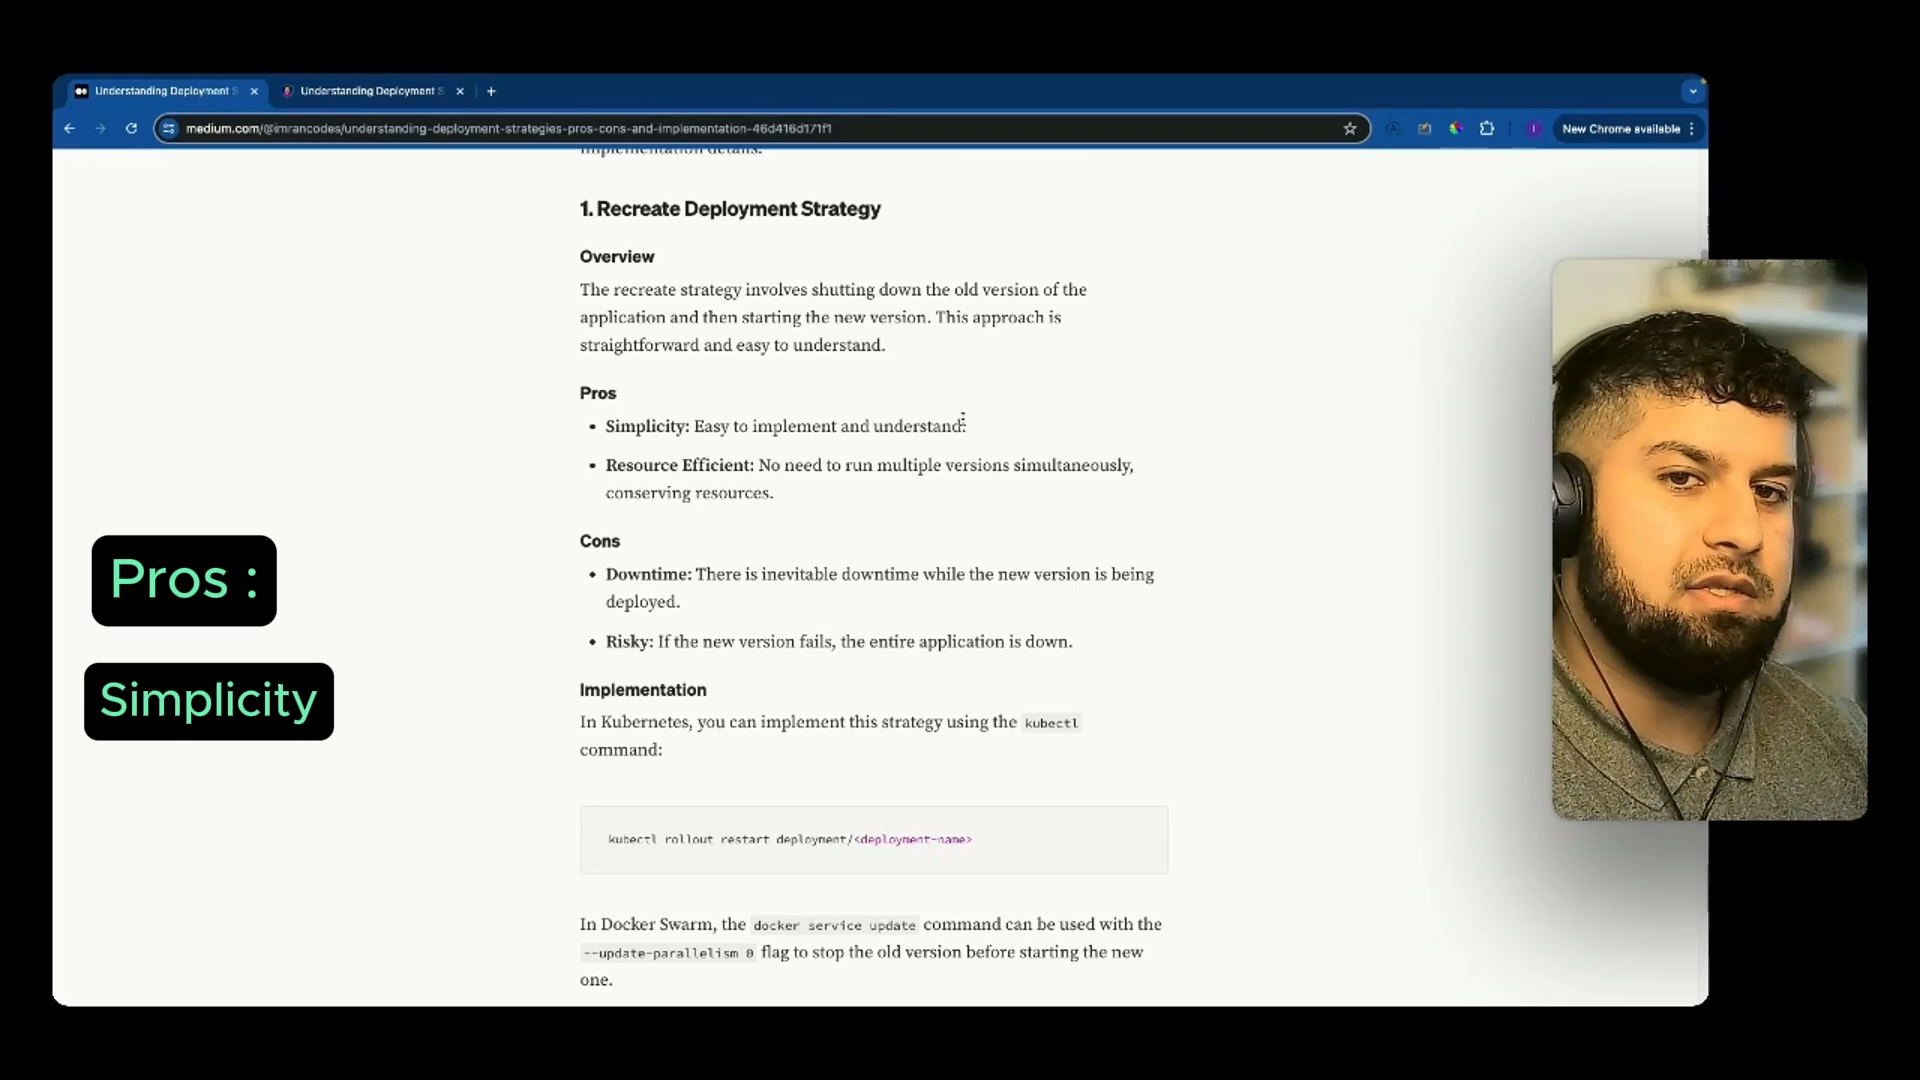 Understanding Deployment S
Understanding Deployment S
medium.com/@imrancodes/understanding-deployment-strategies-pros-cons-and-implementation-46d416d171f1
New Chrome available
implementation details.
1. Recreate Deployment Strategy
Overview
The recreate strategy involves shutting down the old version of the
application and then starting the new version. This approach is
straightforward and easy to understand.
Pros
• Simplicity: Easy to implement and understand.
• Resource Efficient: No need to run multiple versions simultaneously,
conserving resources.
Cons
• Downtime: There is inevitable downtime while the new version is being
deployed.
• Risky: If the new version fails, the entire application is down.
Implementation
In Kubernetes, you can implement this strategy using the kubectl
command:
kubectl rollout restart deployment/<deployment-name>
In Docker Swarm, the docker service update command can be used with the
--update-parallelism 0 flag to stop the old version before starting the new
one.
Pros :
Simplicity